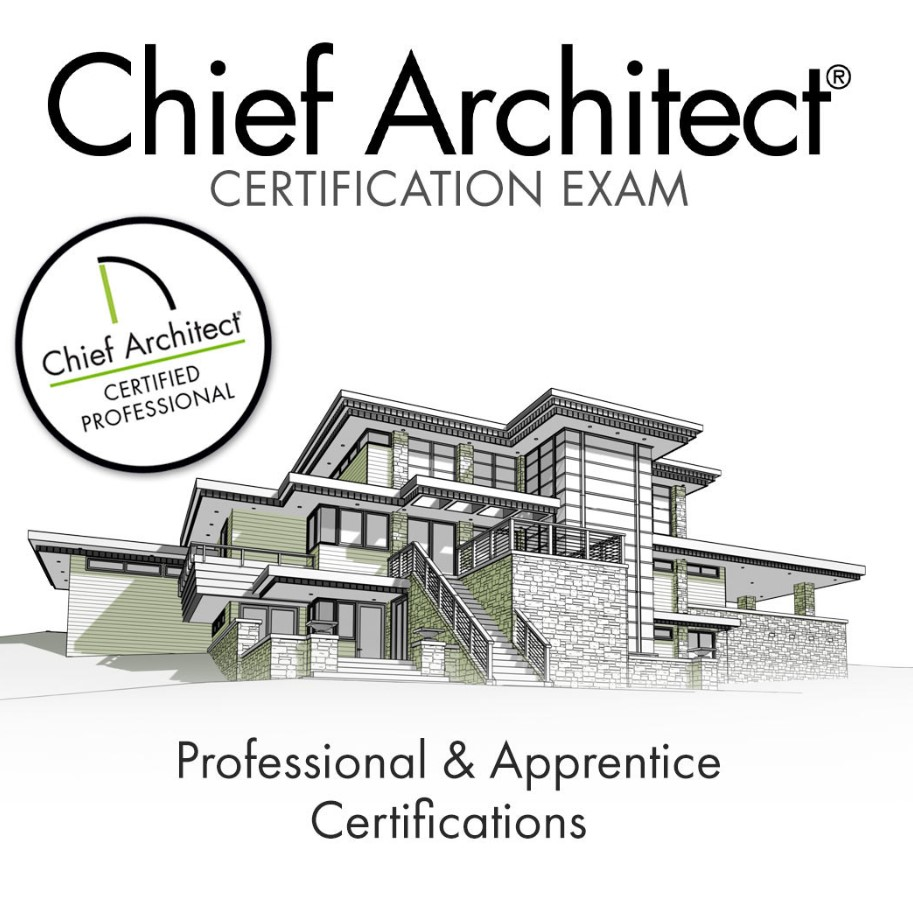 Chief Architect®
CERTIFICATION EXAM
Chief Architect®
CERTIFIED
PROFESSIONAL
Professional & Apprentice
Certifications